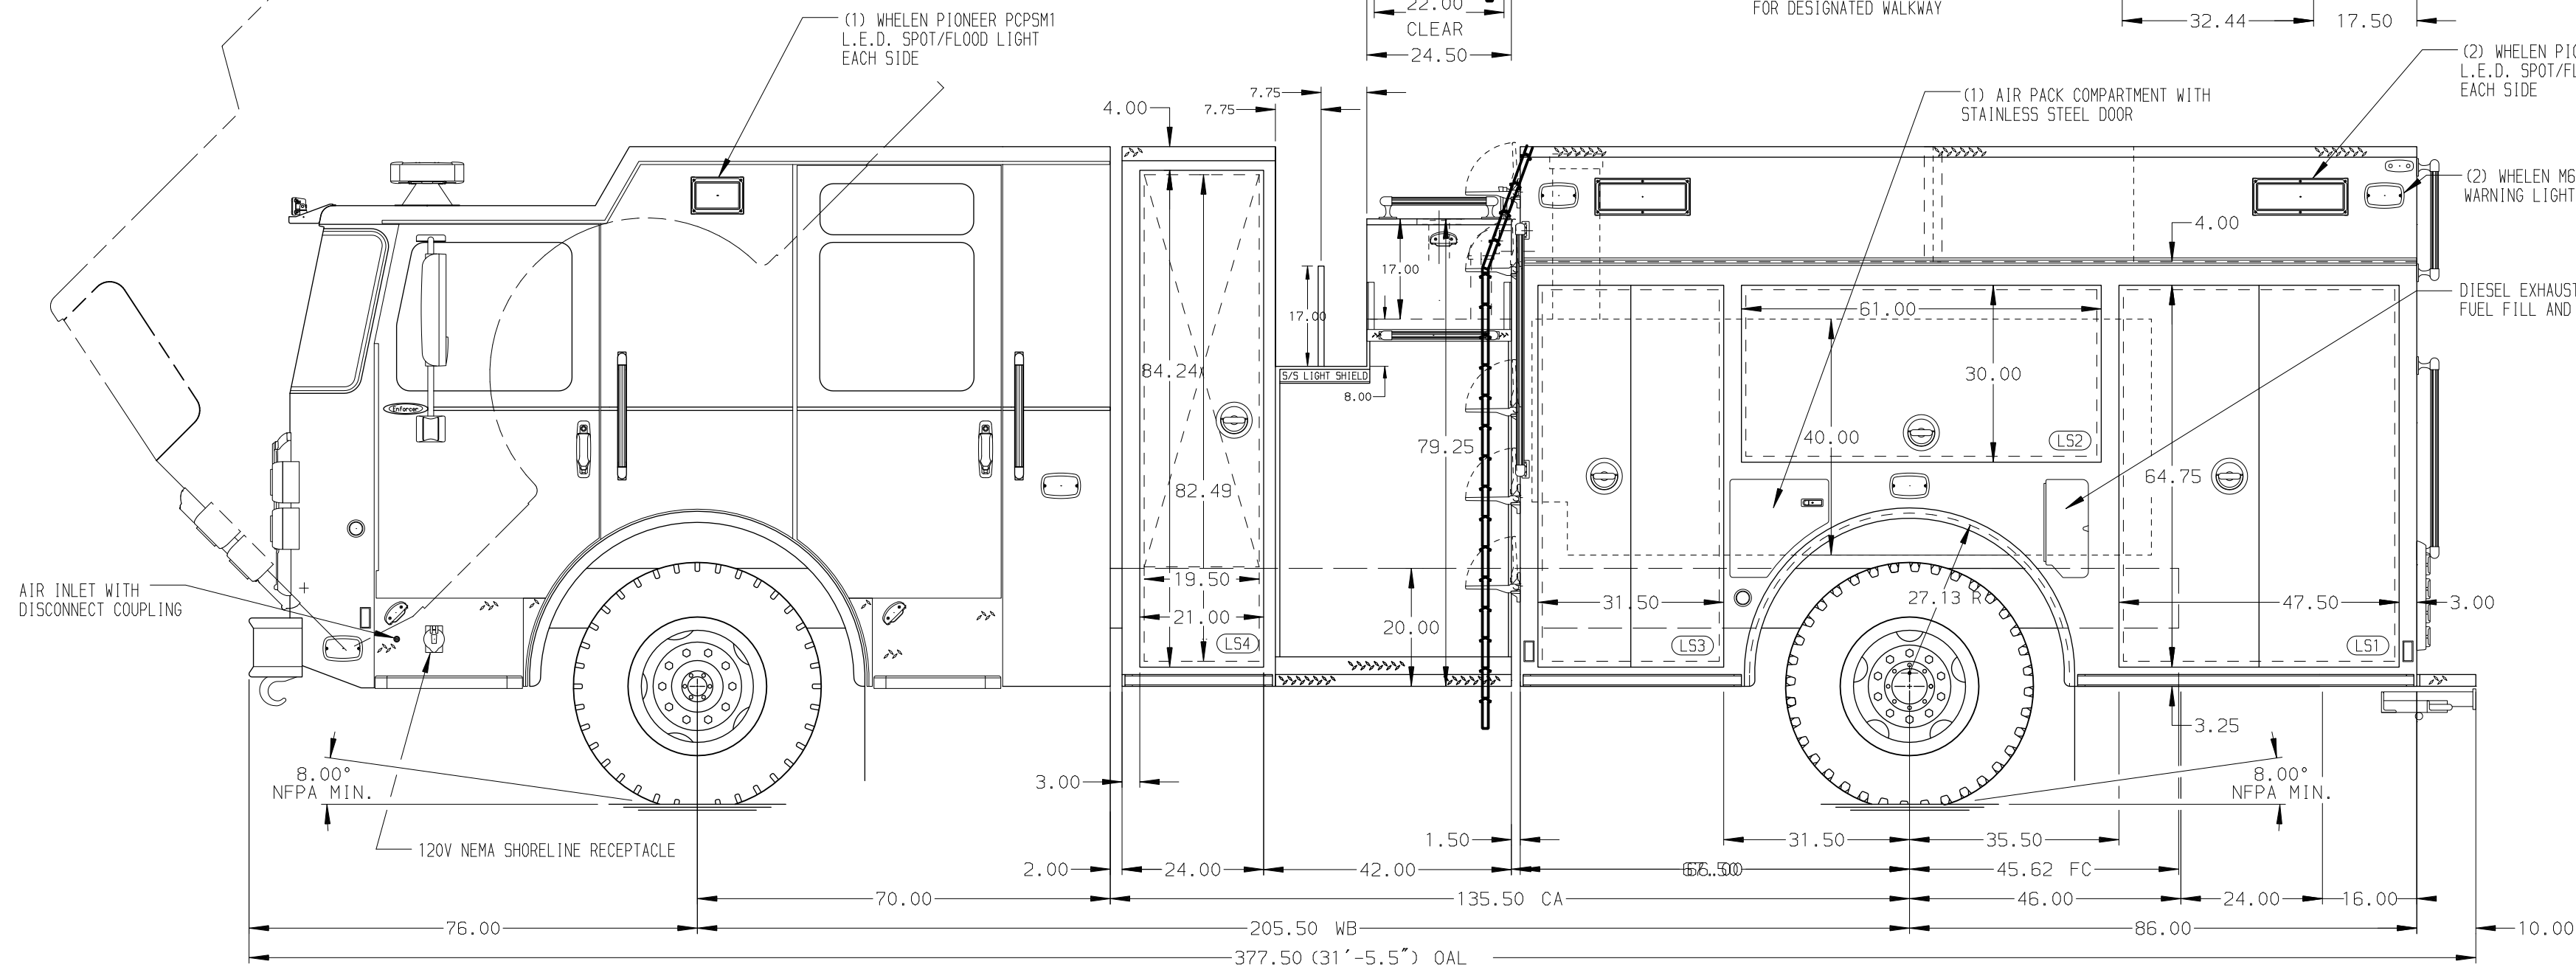 22.00
CLEAR
24.50
FOR DESIGNATED WALKWAY
32.44
17.50
(1) WHELEN PIONEER PCPSM1
L.E.D. SPOT/FLOOD LIGHT
EACH SIDE
(2) WHELEN
L.E.D.
EACH SIDE
7.75
7.75
4.00
(1) AIR PACK COMPARTMENT WITH
STAINLESS STEEL DOOR
(2) WHELEN M6
WARNING LIGHT
4.00
17.00
17.00
DIESEL EXHAUST
FUEL FILL AND
61.00
84.24
S/S LIGHT SHIELD
30.00
8.00
Enforcer
79.25
40.00
LS2
64.75
82.49
AIR INLET WITH
DISCONNECT COUPLING
19.50
21.00
LS4
20.00
31.50
27.13 R
47.50
3.00
LS3
LS1
3.25
8.00°
NFPA MIN.
3.00
8.00°
NFPA MIN.
120V NEMA SHORELINE RECEPTACLE
1.50
31.50
35.50
2.00
24.00
42.00
45.62 FC
70.00
135.50 CA
46.00
24.00
16.00
76.00
205.50 WB
86.00
10.00
377.50 (31'-5.5") OAL